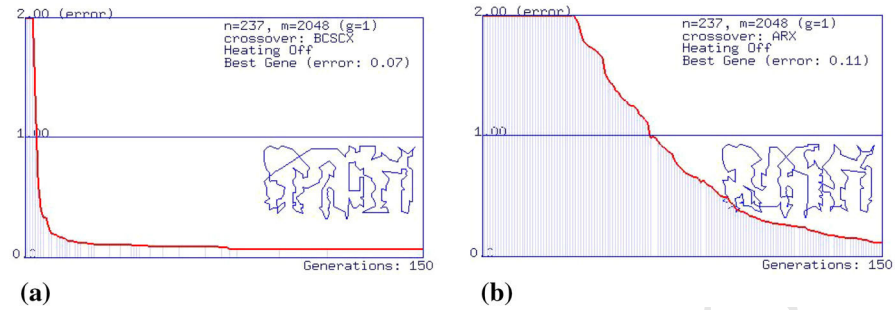 2.00 (error)
n=237, m=2048 (g=1)
crossover: BCSCX
Heating Off
Best Gene (error: 0.07)
1.00
0
Generations: 150
(a)
2.00 (error)
n=237, m=2048 (g=1)
crossover: ARX
Heating Off
Best Gene (error: 0.11)
1.00
0
Generations: 150
(b)